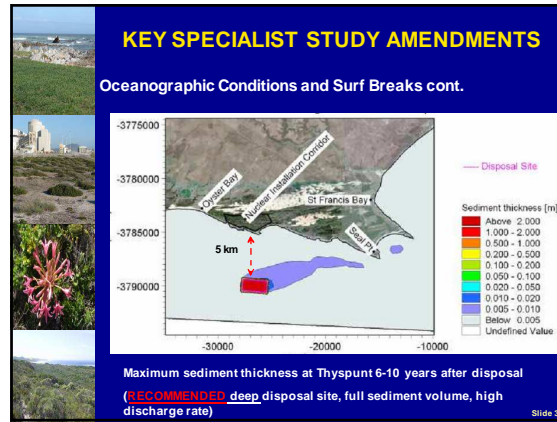 KEY SPECIALIST STUDY AMENDMENTS
Oceanographic Conditions and Surf Breaks cont.
-3775000
-3780000
-3785000
-3790000
-30000
-20000
-10000
Oyster Bay
Nuclear Installation Corridor
St Francis Bay
Seal Pt
5 km
Disposal Site
Sediment thickness [m]
Above 2.000
1.000 - 2.000
0.500 - 1.000
0.200 - 0.500
0.100 - 0.200
0.050 - 0.100
0.020 - 0.050
0.010 - 0.020
0.005 - 0.010
Below 0.005
Undefined Value
Maximum sediment thickness at Thyspunt 6-10 years after disposal
(RECOMMENDED deep disposal site, full sediment volume, high
discharge rate)
Slide 3